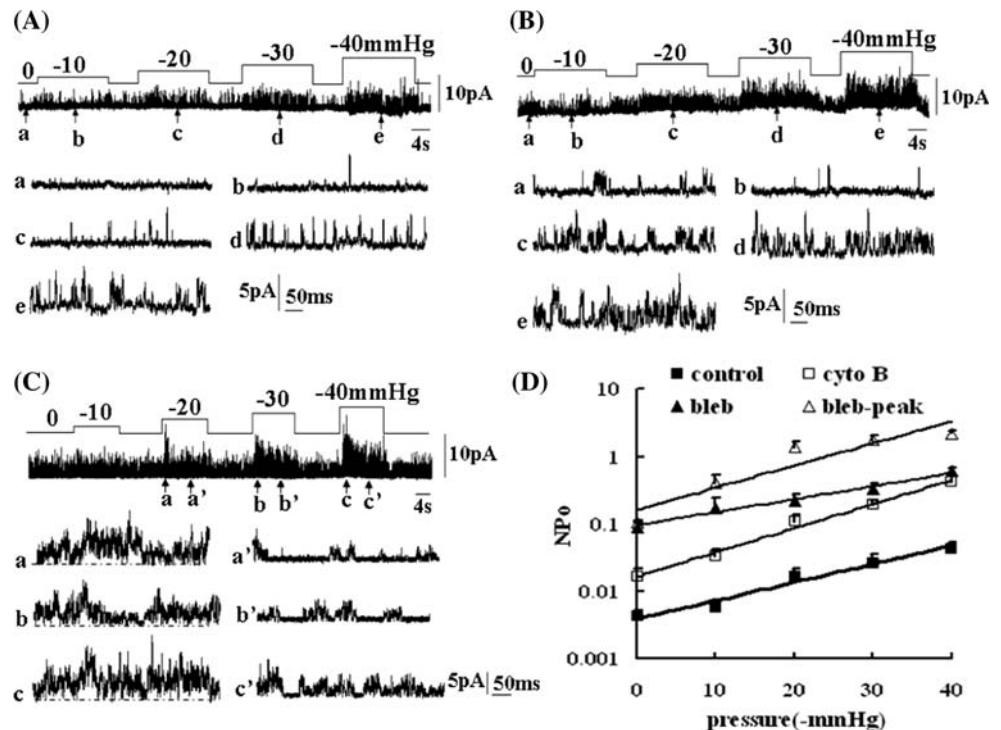 (A)
0 -10 -20 -30 -40mmHg
10pA
a b c d e 4s
a b
c d
e 5pA 50ms
(B)
0 -10 -20 -30 -40mmHg
10pA
a b c d e 4s
a b
c d
e 5pA 50ms
(C)
0 -10 -20 -30 -40mmHg
10pA
a a' b b' c c' 4s
a a'
b b'
c c' 5pA 50ms
(D)
control cyto B
bleb bleb-peak
10
1
0.1
0.01
0.001
NPo
0 10 20 30 40
pressure(-mmHg)